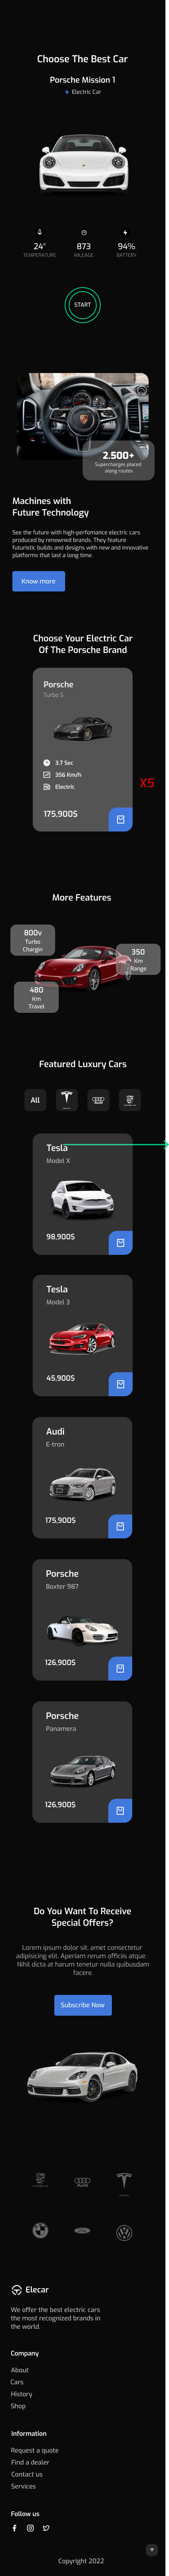 Choose The Best Car
Porsche Mission 1
Electric Car
24°
TEMPERATURE
873
MILEAGE
94%
BATTERY
START
2.500+
Supercharges placed
along routes
Machines with
Future Technology
See the future with high-performance electric cars
produced by renowned brands. They feature
futuristic builds and designs with new and innovative
platforms that last a long time.
Know more
Choose Your Electric Car
Of The Porsche Brand
Porsche
Turbo S
3.7 Sec
356 Km/h
Electric
175,900$
X5
More Features
800v
Turbo
Chargin
350
Km
Range
480
Km
Travel
Featured Luxury Cars
All
Tesla
Model X
98,900$
Tesla
Model 3
45,900$
Audi
E-tron
175,900$
Porsche
Boxter 987
126,900$
Porsche
Panamera
126,900$
Do You Want To Receive
Special Offers?
Lorem ipsum dolor sit, amet consectetur
adipisicing elit. Aperiam rerum officiis atque.
Nihil dicta at harum tenetur nulla quibusdam
facere.
Subscribe Now
Elecar
We offer the best electric cars
the most recognized brands in
the world.
Company
About
Cars
History
Shop
Information
Request a quote
Find a dealer
Contact us
Services
Follow us
Copyright 2022